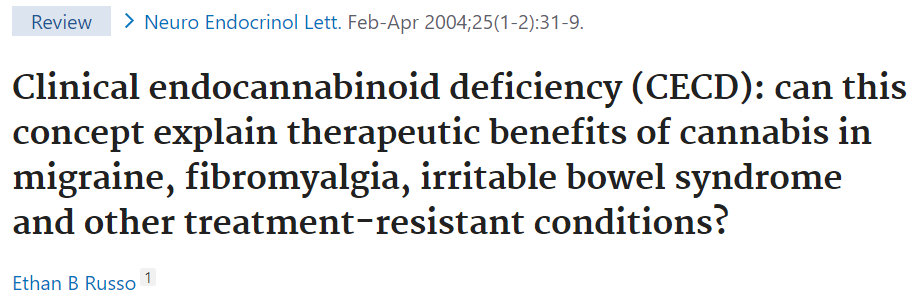 Review > Neuro Endocrinol Lett. Feb-Apr 2004;25(1-2):31-9.
Clinical endocannabinoid deficiency (CECD): can this
concept explain therapeutic benefits of cannabis in
migraine, fibromyalgia, irritable bowel syndrome
and other treatment-resistant conditions?
Ethan B Russo 1